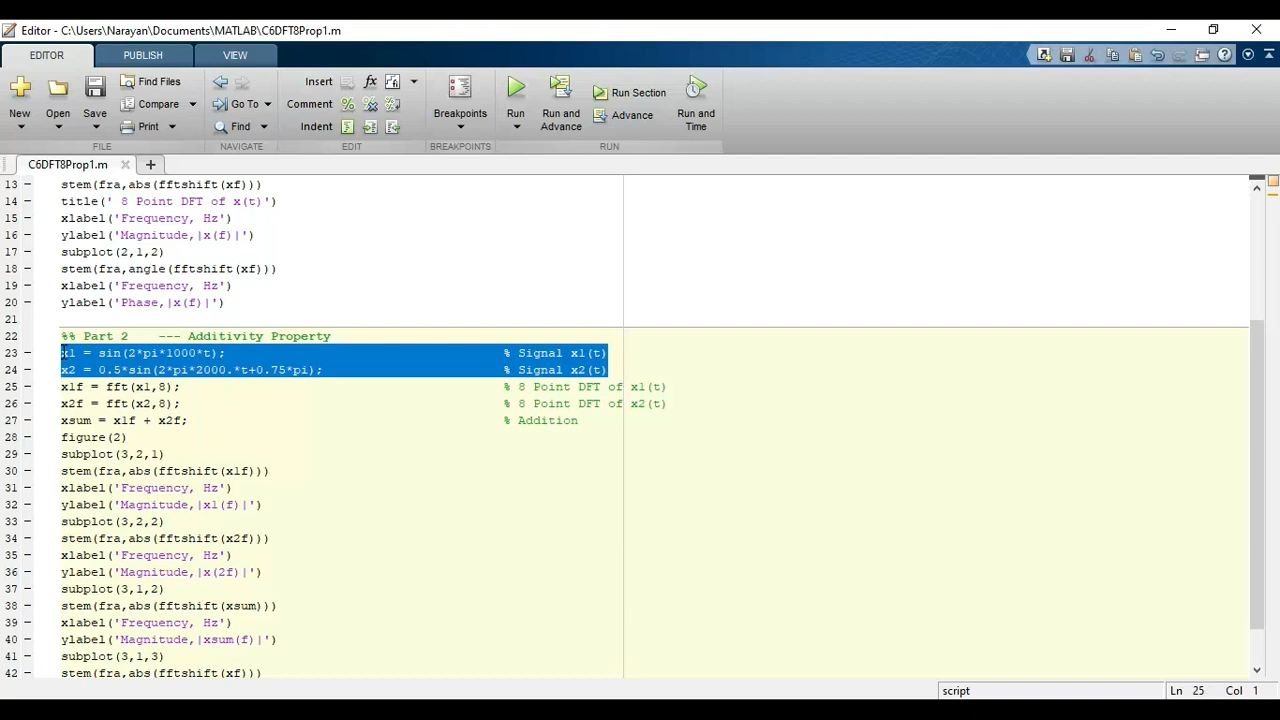 Editor - C:\Users\Narayan\Documents\MATLAB\C6DFT8Prop1.m
EDITOR PUBLISH VIEW
New Open Save Find Files Compare Print
Go To Find
Insert fx Comment Indent
Breakpoints
Run Run and Advance Run Section Advance Run and Time
FILE NAVIGATE EDIT BREAKPOINTS RUN
C6DFT8Prop1.m
13 - stem(fra,abs(fftshift(xf)))
14 - title(' 8 Point DFT of x(t)')
15 - xlabel('Frequency, Hz')
16 - ylabel('Magnitude,|x(f)|')
17 - subplot(2,1,2)
18 - stem(fra,angle(fftshift(xf)))
19 - xlabel('Frequency, Hz')
20 - ylabel('Phase,|x(f)|')
21
22 %% Part 2 --- Additivity Property
23 - x1 = sin(2*pi*1000*t); % Signal x1(t)
24 - x2 = 0.5*sin(2*pi*2000.*t+0.75*pi); % Signal x2(t)
25 - x1f = fft(x1,8); % 8 Point DFT of x1(t)
26 - x2f = fft(x2,8); % 8 Point DFT of x2(t)
27 - xsum = x1f + x2f; % Addition
28 - figure(2)
29 - subplot(3,2,1)
30 - stem(fra,abs(fftshift(x1f)))
31 - xlabel('Frequency, Hz')
32 - ylabel('Magnitude,|x1(f)|')
33 - subplot(3,2,2)
34 - stem(fra,abs(fftshift(x2f)))
35 - xlabel('Frequency, Hz')
36 - ylabel('Magnitude,|x(2f)|')
37 - subplot(3,1,2)
38 - stem(fra,abs(fftshift(xsum)))
39 - xlabel('Frequency, Hz')
40 - ylabel('Magnitude,|xsum(f)|')
41 - subplot(3,1,3)
42 - stem(fra,abs(fftshift(xf)))
script Ln 25 Col 1